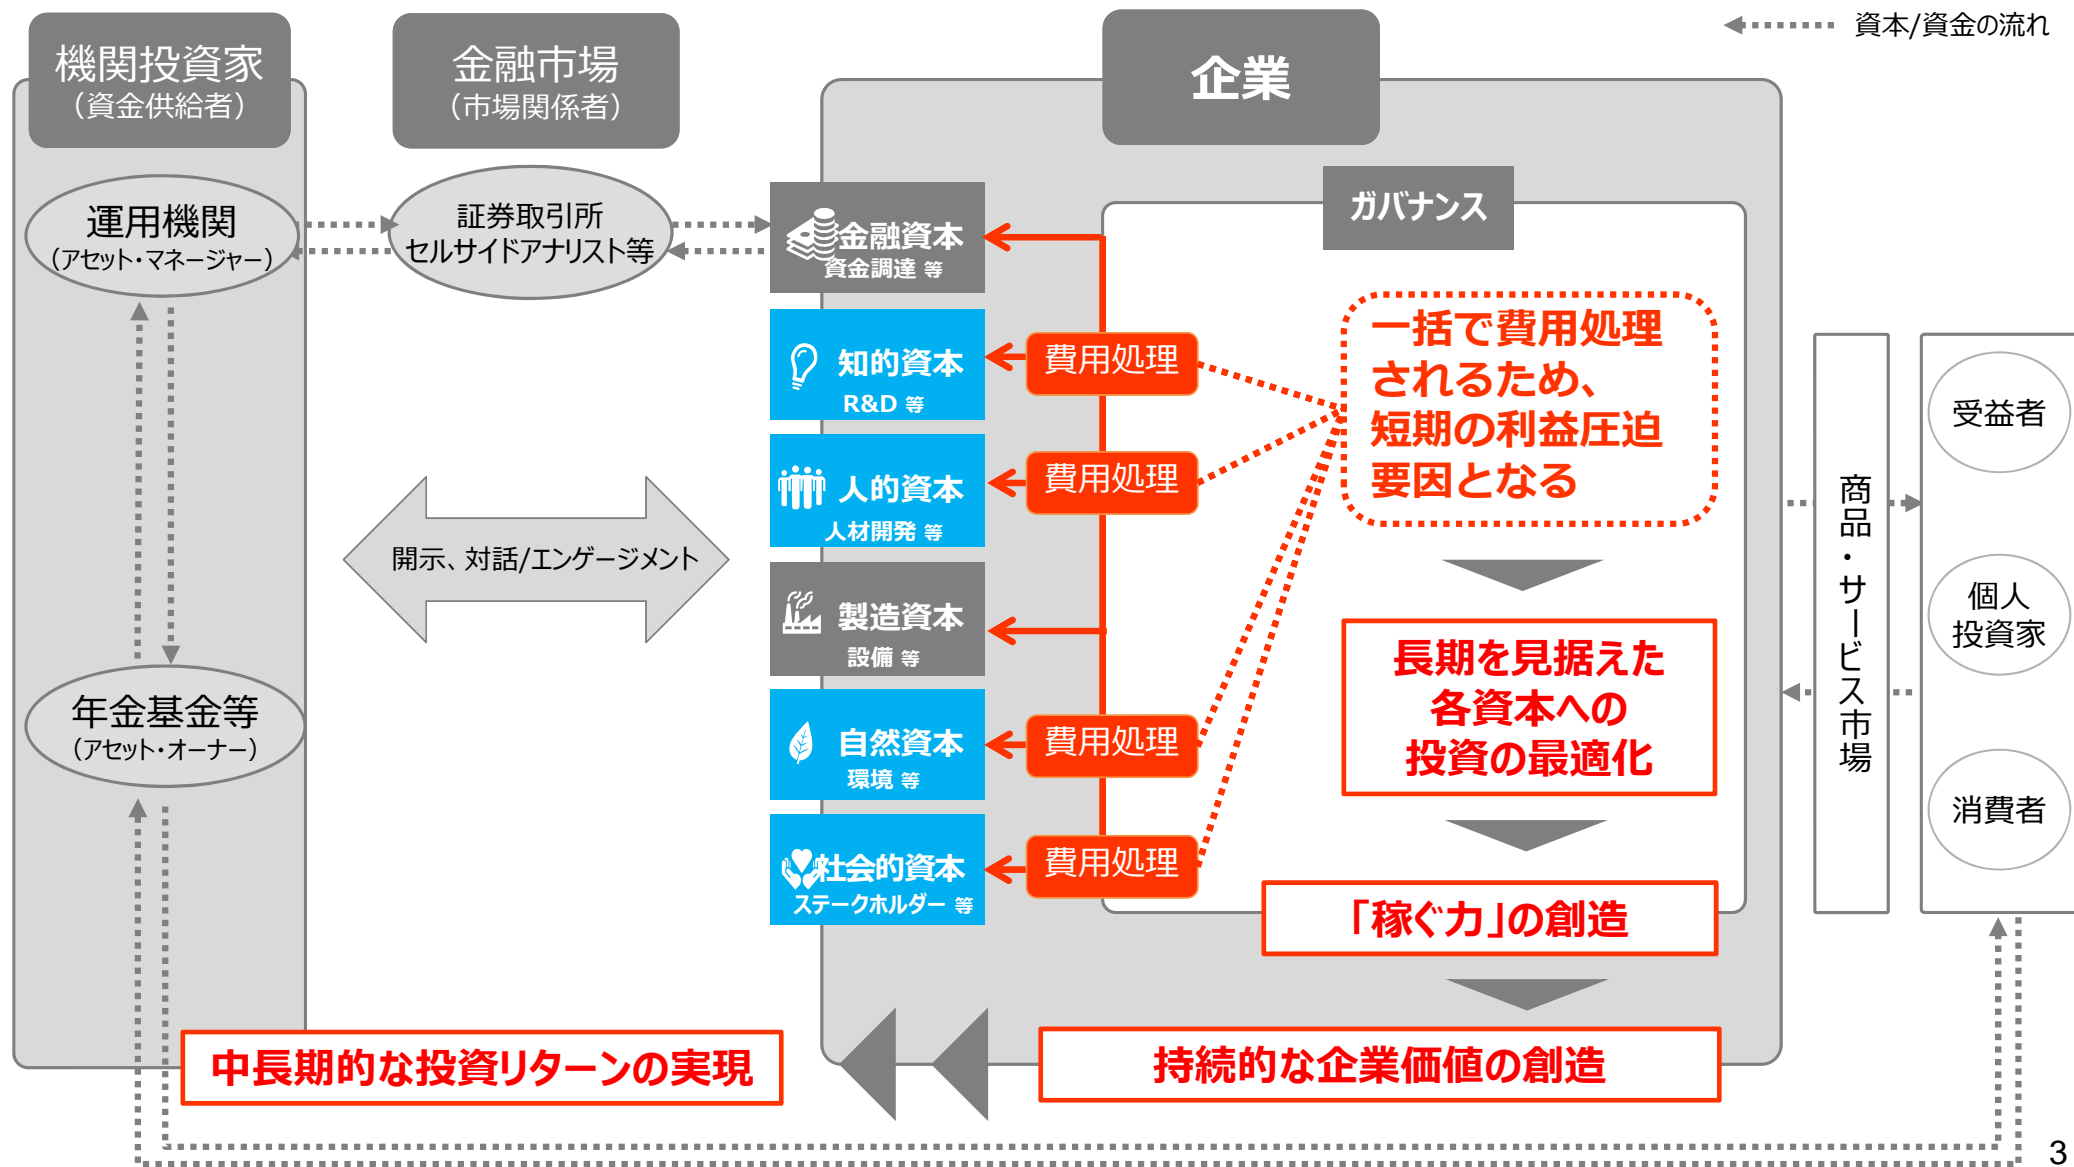 資本/資金の流れ
機関投資家
（資金供給者）
金融市場
（市場関係者）
企業
運用機関
（アセット・マネージャー）
証券取引所
セルサイドアナリスト等
金融資本
資金調達 等
知的資本
R&D 等
人的資本
人材開発 等
製造資本
設備 等
自然資本
環境 等
社会的資本
ステークホルダー 等
費用処理
費用処理
費用処理
費用処理
ガバナンス
一括で費用処理
されるため、
短期の利益圧迫
要因となる
長期を見据えた
各資本への
投資の最適化
「稼ぐ力」の創造
持続的な企業価値の創造
開示、対話/エンゲージメント
年金基金等
（アセット・オーナー）
中長期的な投資リターンの実現
商品・サービス市場
受益者
個人
投資家
消費者
3